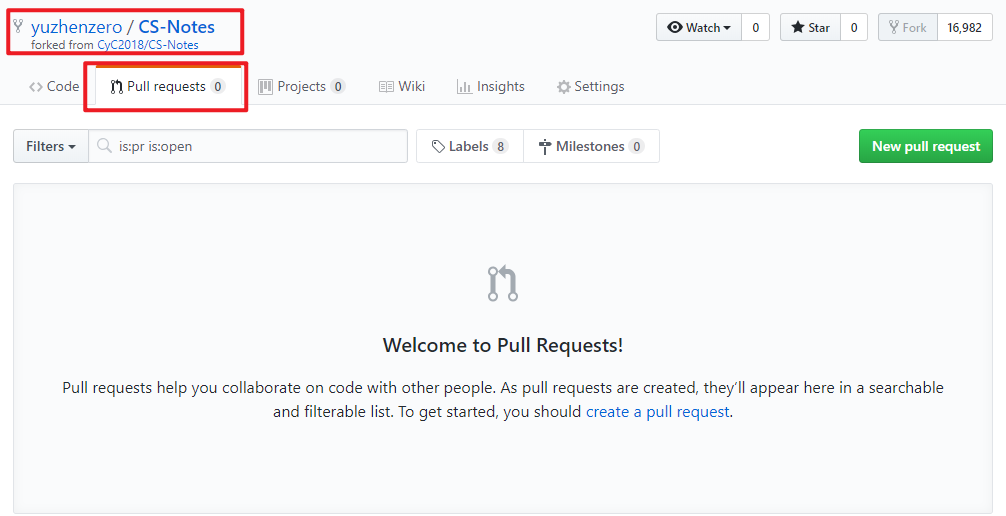 yuzhenzero / CS-Notes
forked from CyC2018/CS-Notes
Watch 0 Star 0 Fork 16,982
Code Pull requests 0 Projects 0 Wiki Insights Settings
Filters is:pr is:open Labels 8 Milestones 0 New pull request
Welcome to Pull Requests!
Pull requests help you collaborate on code with other people. As pull requests are created, they’ll appear here in a searchable
and filterable list. To get started, you should create a pull request.